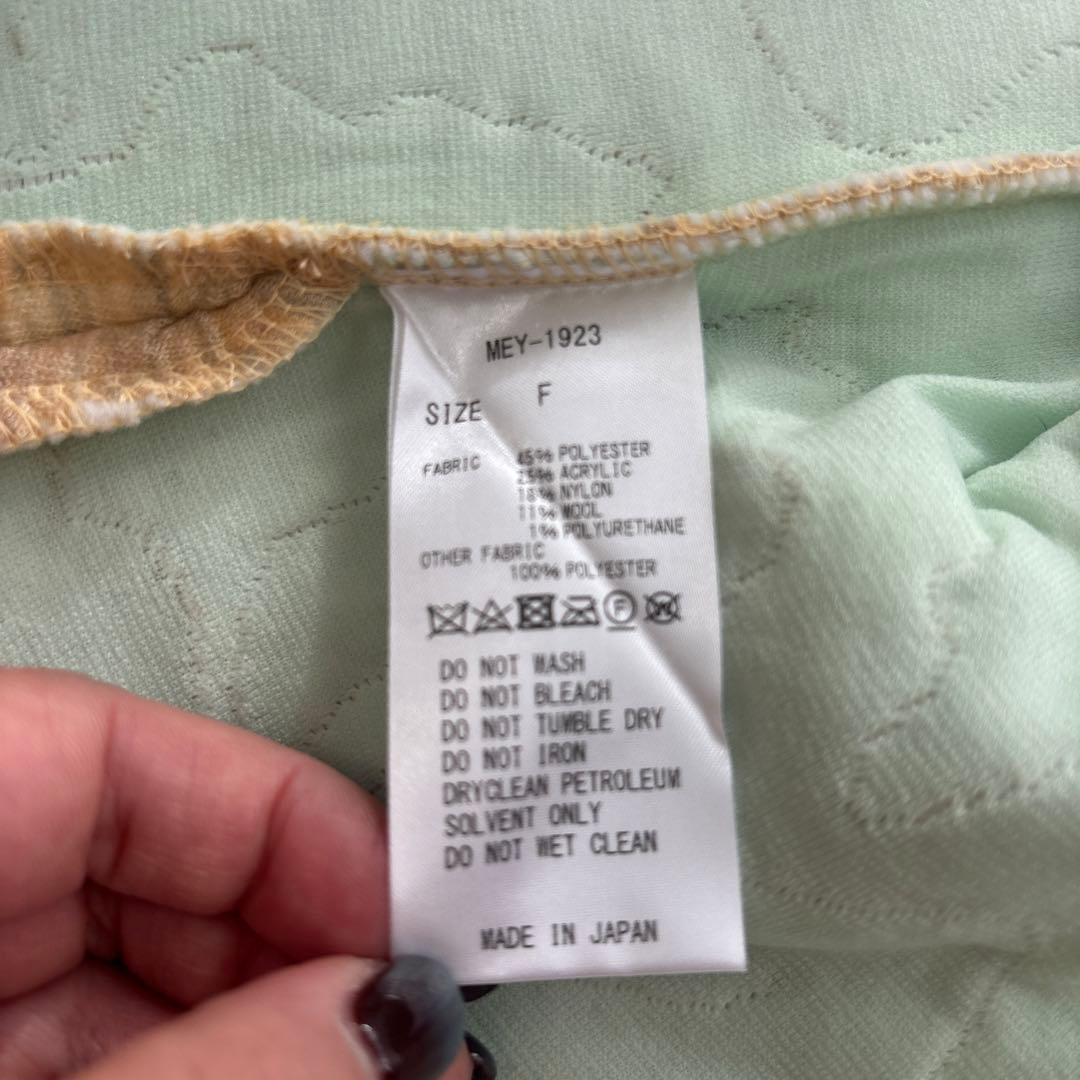 MEY-1923
SIZE F
FABRIC 45% POLYESTER
25% ACRYLIC
18% NYLON
11% WOOL
1% POLYURETHANE
OTHER FABRIC
100% POLYESTER
F W
DO NOT WASH
DO NOT BLEACH
DO NOT TUMBLE DRY
DO NOT IRON
DRYCLEAN PETROLEUM
SOLVENT ONLY
DO NOT WET CLEAN
MADE IN JAPAN